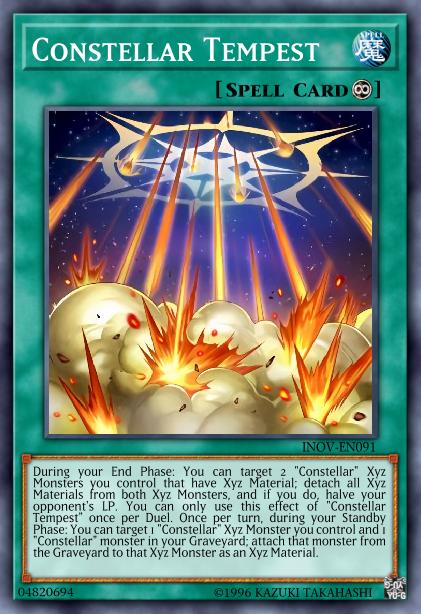 CONSTELLAR TEMPEST
SPELL
魔
[SPELL CARD]
INOV-EN091
During your End Phase: You can target 2 "Constellar" Xyz
Monsters you control that have Xyz Material; detach all Xyz
Materials from both Xyz Monsters, and if you do, halve your
opponent's LP. You can only use this effect of "Constellar
Tempest" once per Duel. Once per turn, during your Standby
Phase: You can target 1 "Constellar" Xyz Monster you control and 1
"Constellar" monster in your Graveyard; attach that monster from
the Graveyard to that Xyz Monster as an Xyz Material.
04820694
©1996 KAZUKI TAKAHASHI